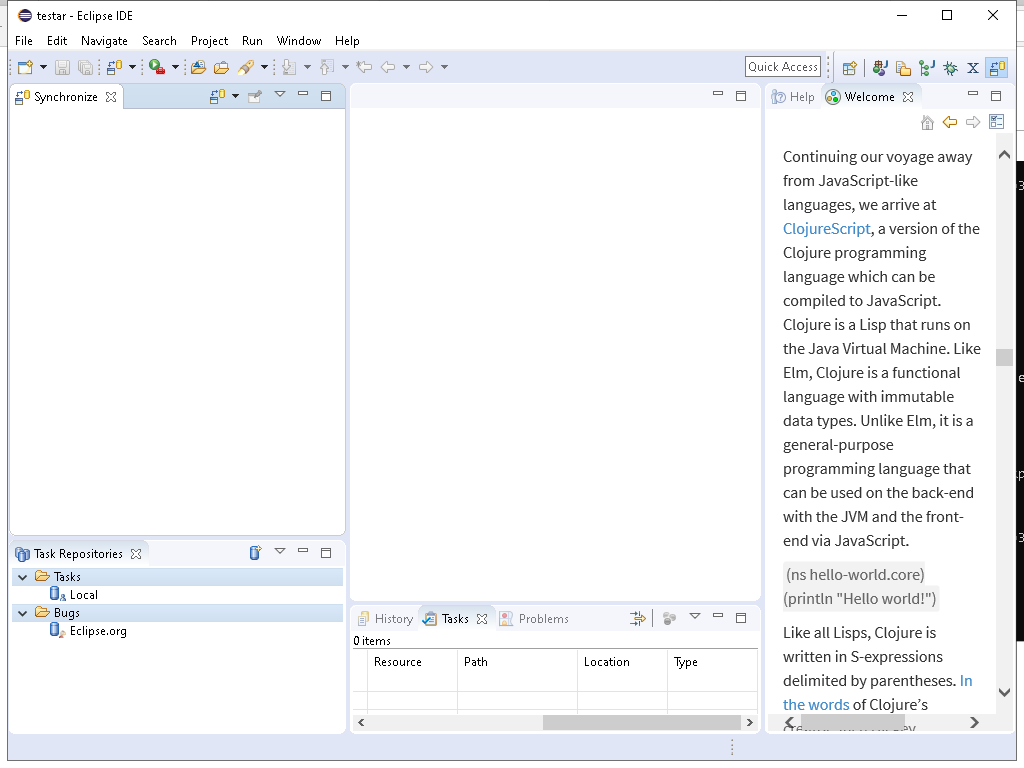 testar - Eclipse IDE
File Edit Navigate Search Project Run Window Help
Quick Access
Synchronize
Help
Welcome
Continuing our voyage away
from JavaScript-like
languages, we arrive at
ClojureScript, a version of the
Clojure programming
language which can be
compiled to JavaScript.
Clojure is a Lisp that runs on
the Java Virtual Machine. Like
Elm, Clojure is a functional
language with immutable
data types. Unlike Elm, it is a
general-purpose
programming language that
can be used on the back-end
with the JVM and the front-
end via JavaScript.
(ns hello-world.core)
(println "Hello world!")
Like all Lisps, Clojure is
written in S-expressions
delimited by parentheses. In
the words of Clojure’s
Task Repositories
Tasks
Local
Bugs
Eclipse.org
History
Tasks
Problems
0 items
Resource Path Location Type